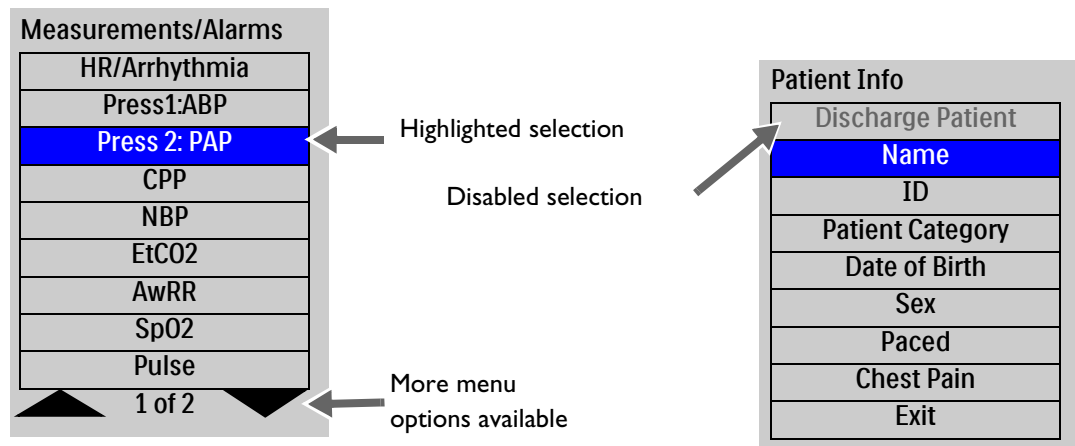 Measurements/Alarms
HR/Arrhythmia
Press1:ABP
Press 2: PAP
CPP
NBP
EtCO2
AwRR
SpO2
Pulse
1 of 2
Highlighted selection
Disabled selection
More menu
options available
Patient Info
Discharge Patient
Name
ID
Patient Category
Date of Birth
Sex
Paced
Chest Pain
Exit